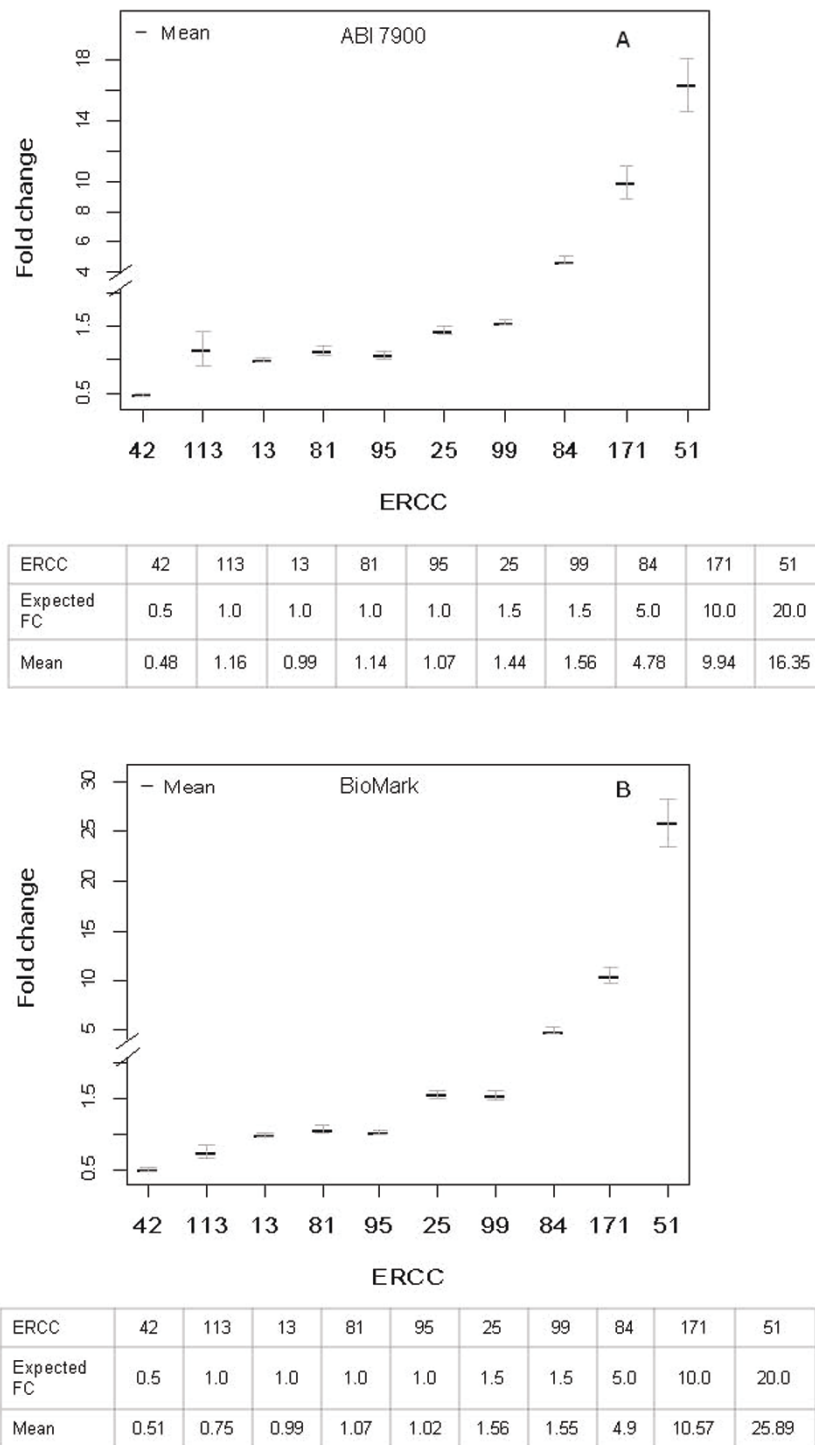 – Mean ABI 7900 A
Fold change
18
14
10
6
4
1.5
0.5
42 113 13 81 95 25 99 84 171 51
ERCC
ERCC 42 113 13 81 95 25 99 84 171 51
Expected FC 0.5 1.0 1.0 1.0 1.0 1.5 1.5 5.0 10.0 20.0
Mean 0.48 1.16 0.99 1.14 1.07 1.44 1.56 4.78 9.94 16.35
– Mean BioMark B
Fold change
30
25
20
15
10
5
1.5
0.5
42 113 13 81 95 25 99 84 171 51
ERCC
ERCC 42 113 13 81 95 25 99 84 171 51
Expected FC 0.5 1.0 1.0 1.0 1.0 1.5 1.5 5.0 10.0 20.0
Mean 0.51 0.75 0.99 1.07 1.02 1.56 1.55 4.9 10.57 25.89